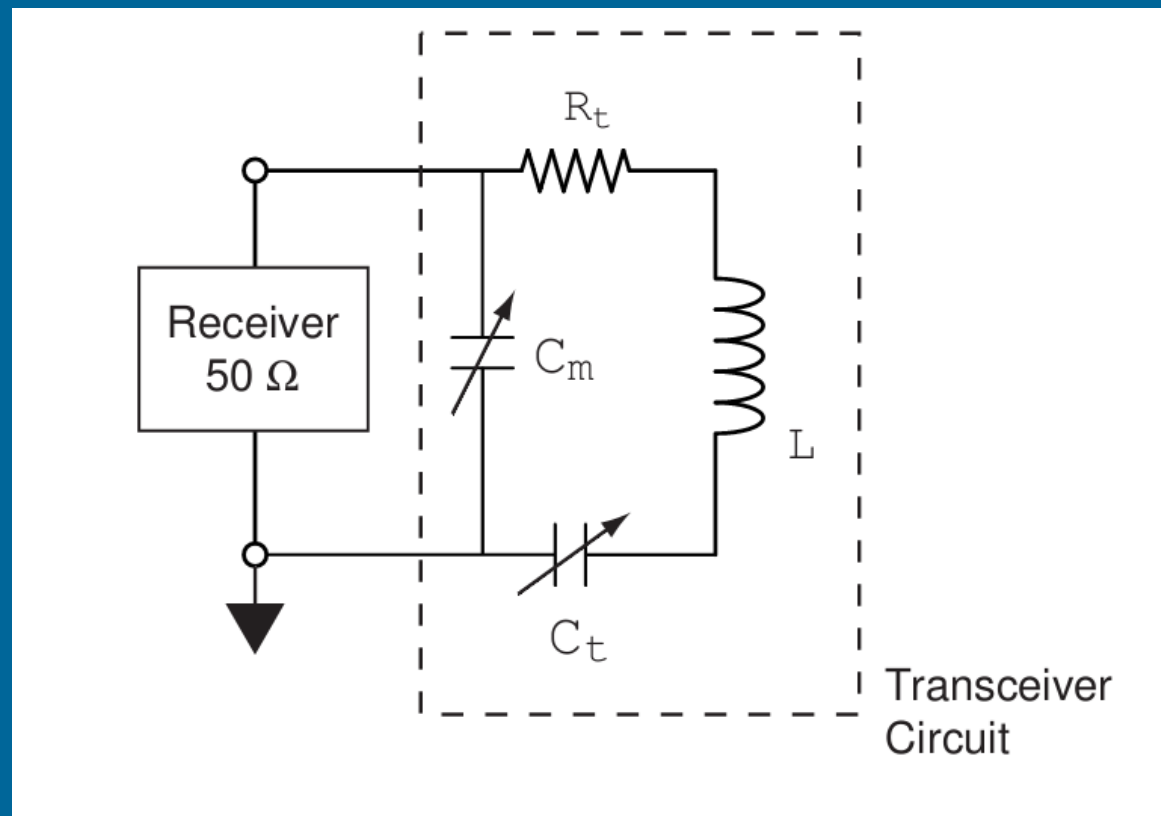 Rt
Receiver
50 Ω
Cm
L
Ct
Transceiver
Circuit